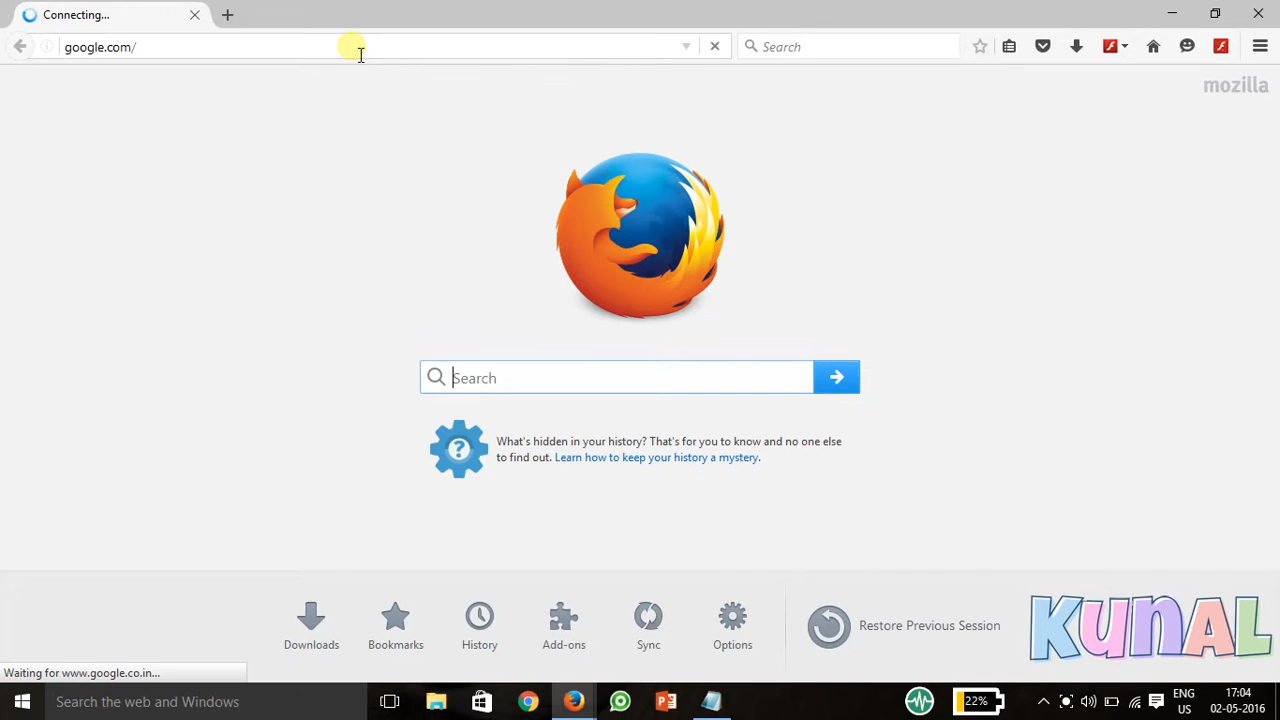 Connecting...
google.com/
Search
mozilla
Search
What's hidden in your history? That's for you to know and no one else
to find out. Learn how to keep your history a mystery.
Downloads
Bookmarks
History
Add-ons
Sync
Options
Restore Previous Session
KUNAL
Waiting for www.google.co.in...
Search the web and Windows
22%
ENG
US
17:04
02-05-2016